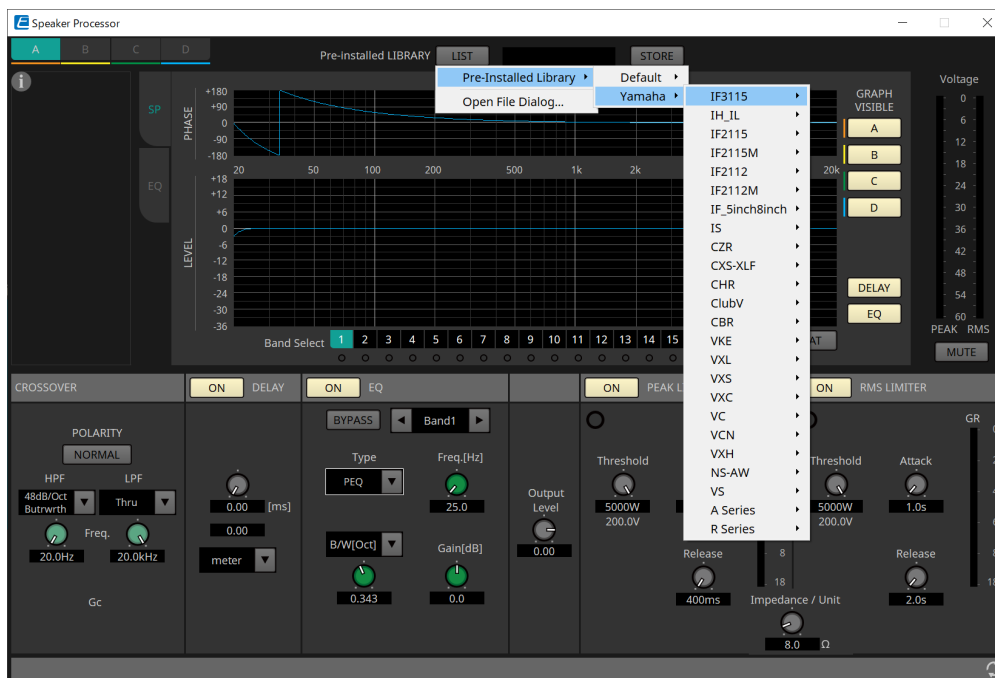 Speaker Processor
A B C D
Pre-installed LIBRARY LIST STORE
Pre-Installed Library Default
Open File Dialog... Yamaha
IF3115
IH_IL
IF2115
IF2115M
IF2112
IF2112M
IF_5inch8inch
IS
CZR
CXS-XLF
CHR
ClubV
CBR
VKE
VXL
VXS
VXC
VC
VCN
VXH
NS-AW
VS
A Series
R Series
SP
EQ
PHASE
+180
+90
0
-90
-180
20 50 100 200 500 1k 2k 20k
LEVEL
+18
+12
+6
0
-6
-12
-18
-24
-30
-36
Band Select 1 2 3 4 5 6 7 8 9 10 11 12 13 14 15
GRAPH
VISIBLE
A
B
C
D
DELAY
EQ
Voltage
0
6
12
18
24
30
36
42
48
54
60
PEAK RMS
MUTE
CROSSOVER
POLARITY
NORMAL
HPF LPF
48dB/Oct
Butrwrth
Thru
Freq.
20.0Hz 20.0kHz
Gc
ON DELAY
0.00 [ms]
0.00
meter
ON EQ
BYPASS Band1
Type Freq.[Hz]
PEQ
25.0
B/W[Oct] Gain[dB]
0.343 0.0
Output
Level
0.00
ON PEAK
Threshold
5000W
200.0V
Release
400ms
8
18
Impedance / Unit
8.0 Ω
ON RMS LIMITER
GR
Threshold Attack
5000W 1.0s
200.0V
Release
2.0s